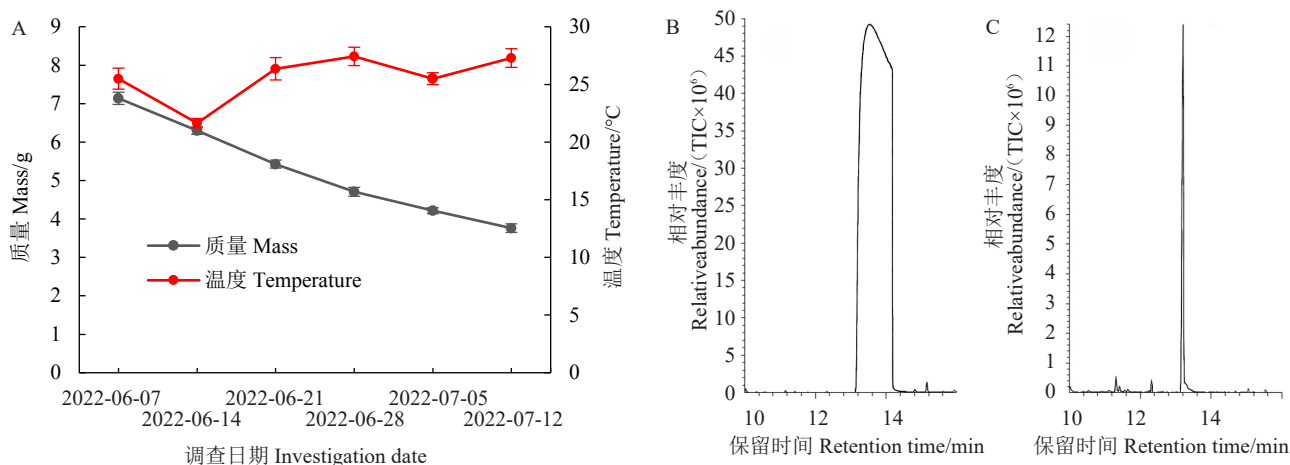 A
9
8
7
6
5
4
3
2
1
0
质量 Mass/g
30
25
20
15
10
5
0
温度 Temperature/℃
质量 Mass
温度 Temperature
2022-06-07
2022-06-14
2022-06-21
2022-06-28
2022-07-05
2022-07-12
调查日期 Investigation date
B
50
45
40
35
30
25
20
15
10
5
0
相对丰度
Relativeabundance/(TIC×10⁶)
10 12 14
保留时间 Retention time/min
C
12
11
10
9
8
7
6
5
4
3
2
1
0
相对丰度
Relativeabundance/(TIC×10⁶)
10 12 14
保留时间 Retention time/min